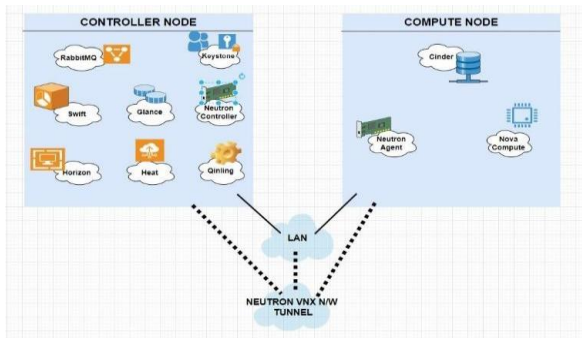 CONTROLLER NODE
COMPUTE NODE
RabbitMQ
Keystone
Cinder
Swift
Glance
Neutron
Controller
Neutron
Agent
Nova
Compute
Horizon
Heat
Qinling
LAN
NEUTRON VNX N/W
TUNNEL